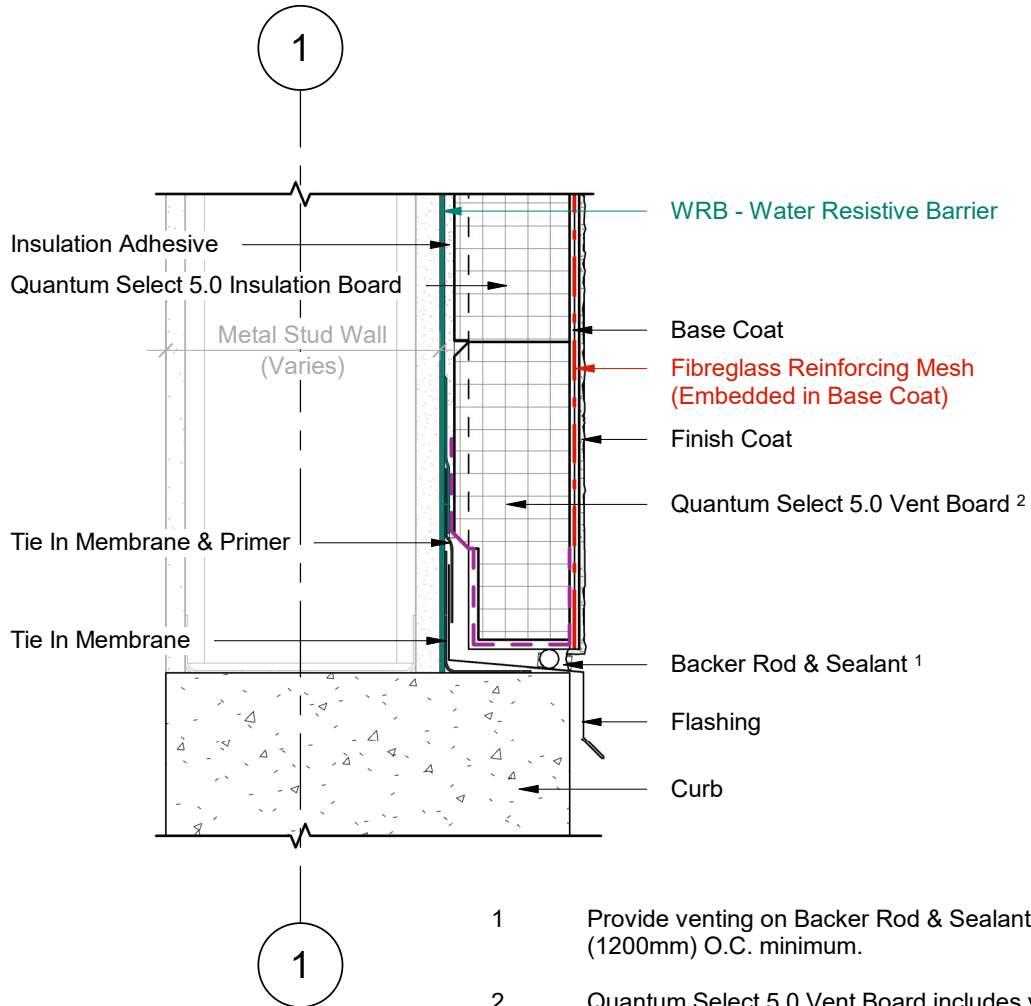 1
WRB - Water Resistive Barrier
Insulation Adhesive
Quantum Select 5.0 Insulation Board
Metal Stud Wall
(Varies)
Base Coat
Fibreglass Reinforcing Mesh
(Embedded in Base Coat)
Finish Coat
Quantum Select 5.0 Vent Board 2
Tie In Membrane & Primer
Tie In Membrane
Backer Rod & Sealant 1
Flashing
Curb
1 Provide venting on Backer Rod & Sealant
(1200mm) O.C. minimum.
1
2 Quantum Select 5.0 Vent Board includes